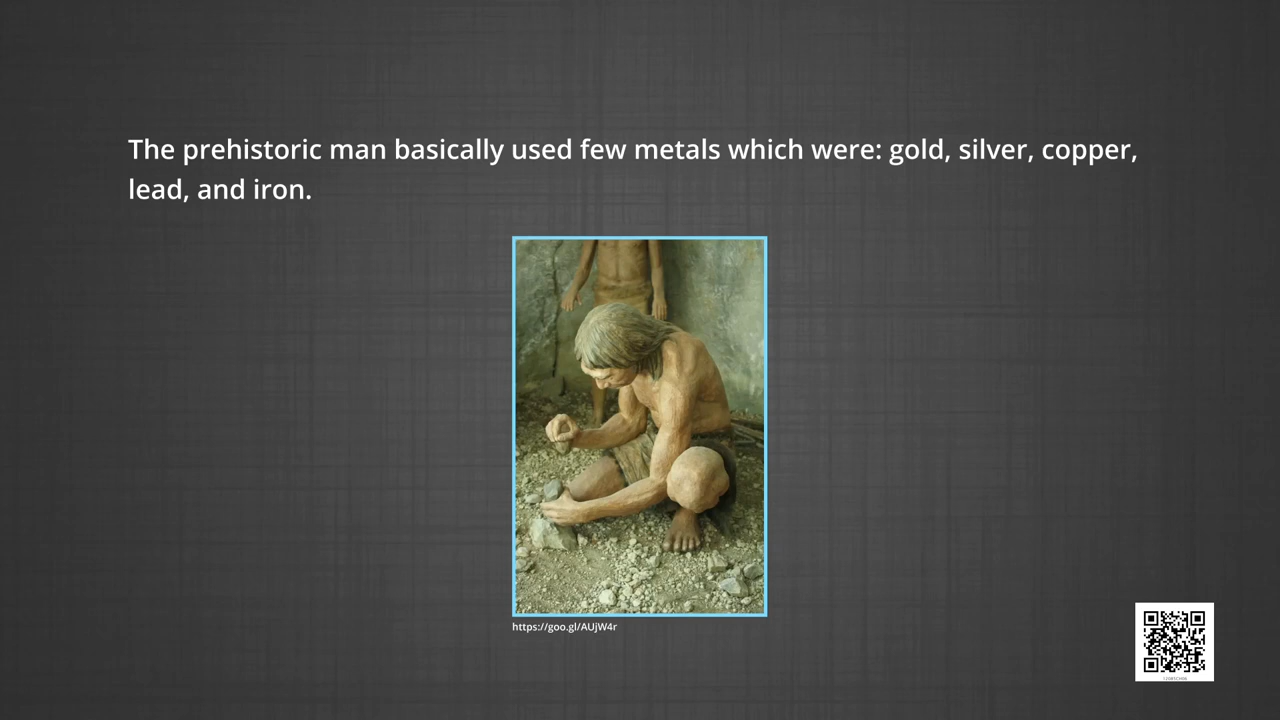 The prehistoric man basically used few metals which were: gold, silver, copper,
lead, and iron.
https://goo.gl/AUjW4r